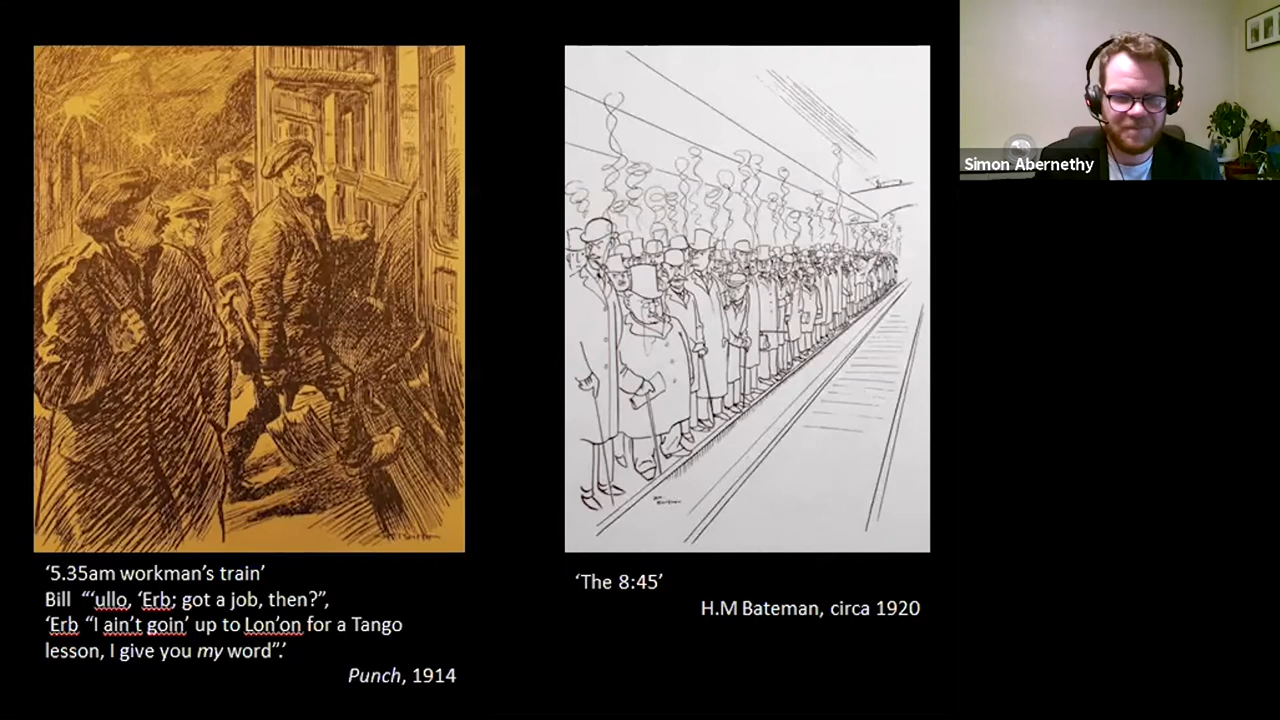 ‘5.35am workman’s train’
Bill “‘ullo, ‘Erb; got a job, then?”,
‘Erb “I ain’t goin’ up to Lon’on for a Tango
lesson, I give you my word”.’
Punch, 1914
‘The 8:45’
H.M Bateman, circa 1920
Simon Abernethy